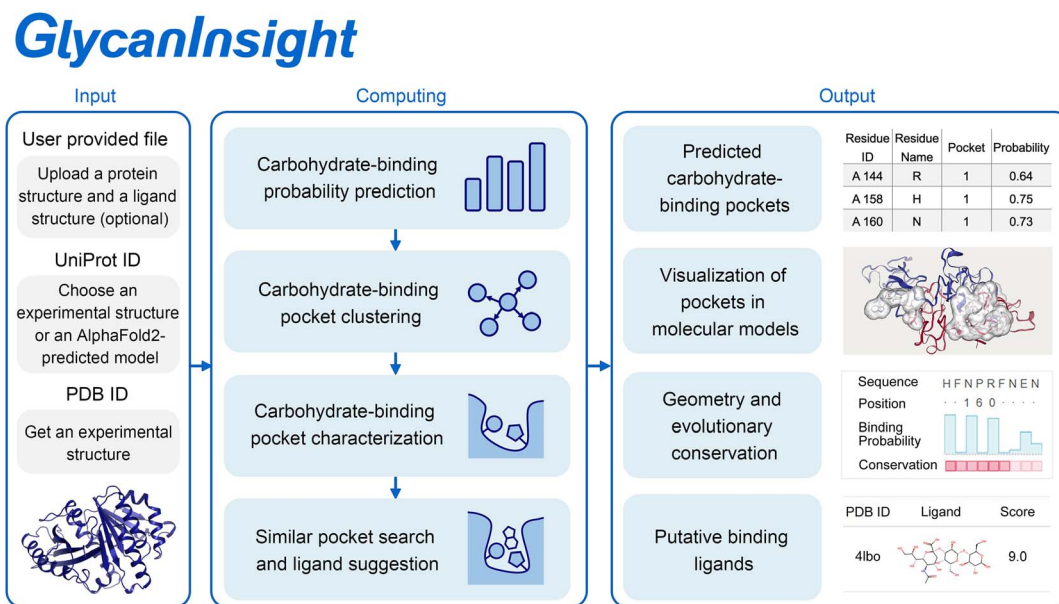 GlycanInsight
Input
Computing
Output
User provided file
Upload a protein
structure and a ligand
structure (optional)
UniProt ID
Choose an
experimental structure
or an AlphaFold2-
predicted model
PDB ID
Get an experimental
structure
Carbohydrate-binding
probability prediction
Carbohydrate-binding
pocket clustering
Carbohydrate-binding
pocket characterization
Similar pocket search
and ligand suggestion
Predicted
carbohydrate-
binding pockets
Visualization of
pockets in
molecular models
Geometry and
evolutionary
conservation
Putative binding
ligands
Residue ID Residue Name Pocket Probability
A 144 R 1 0.64
A 158 H 1 0.75
A 160 N 1 0.73
Sequence H F N P R F N E N
Position · · 1 6 0 · · · ·
Binding
Probability
Conservation
PDB ID Ligand Score
4lbo 9.0